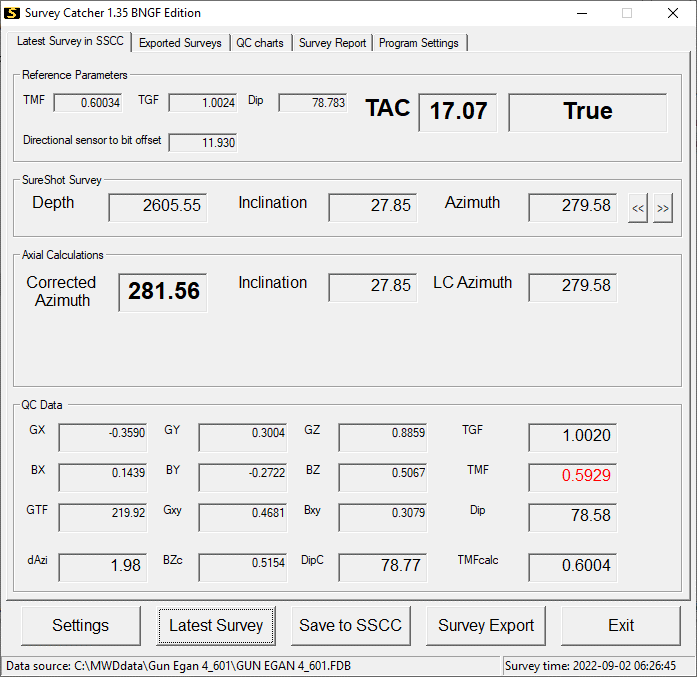 Survey Catcher 1.35 BNGF Edition
Latest Survey in SSCC Exported Surveys QC charts Survey Report Program Settings
Reference Parameters
TMF 0.60034 TGF 1.0024 Dip 78.783 TAC 17.07 True
Directional sensor to bit offset 11.930
SureShot Survey
Depth 2605.55 Inclination 27.85 Azimuth 279.58 << >>
Axial Calculations
Corrected Azimuth 281.56 Inclination 27.85 LC Azimuth 279.58
QC Data
GX -0.3590 GY 0.3004 GZ 0.8859 TGF 1.0020
BX 0.1439 BY -0.2722 BZ 0.5067 TMF 0.5929
GTF 219.92 Gxy 0.4681 Bxy 0.3079 Dip 78.58
dAzi 1.98 BZc 0.5154 DipC 78.77 TMFcalc 0.6004
Settings Latest Survey Save to SSCC Survey Export Exit
Data source: C:\MWDdata\Gun Egan 4_601\GUN EGAN 4_601.FDB Survey time: 2022-09-02 06:26:45